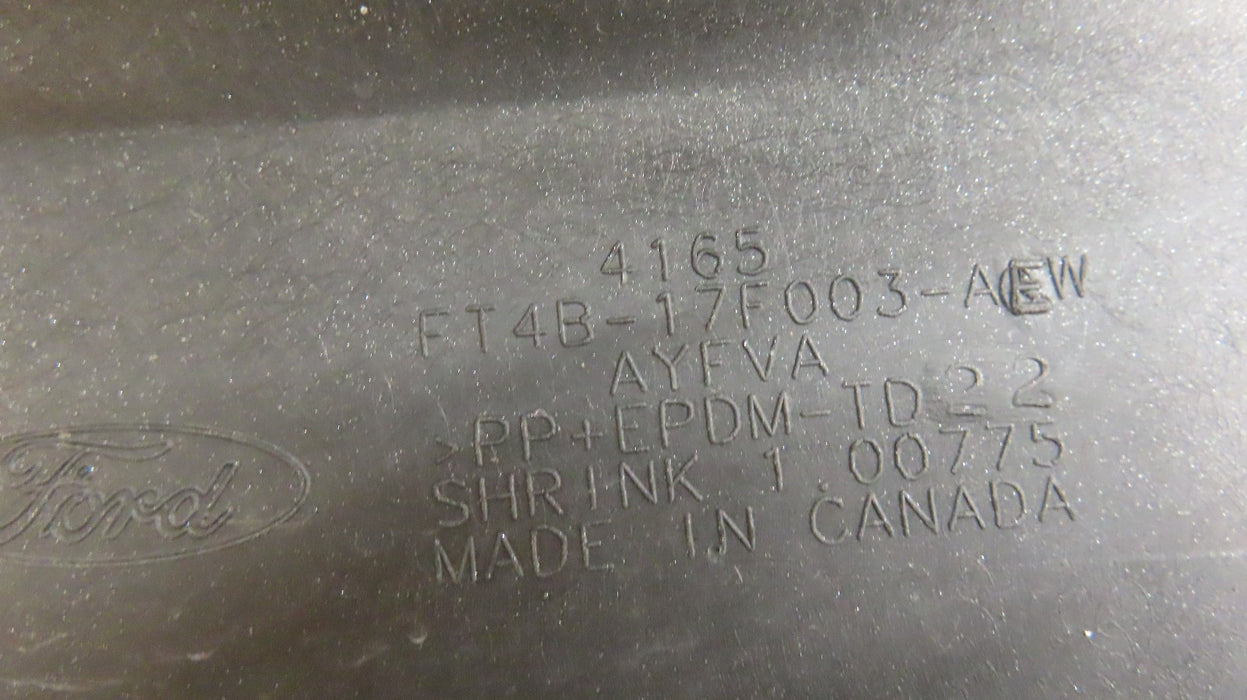 4165
FT4B-17F003-AEW
AYFVA
>PP+EPDM-TD22
SHRINK 1.00775
MADE IN CANADA
Ford